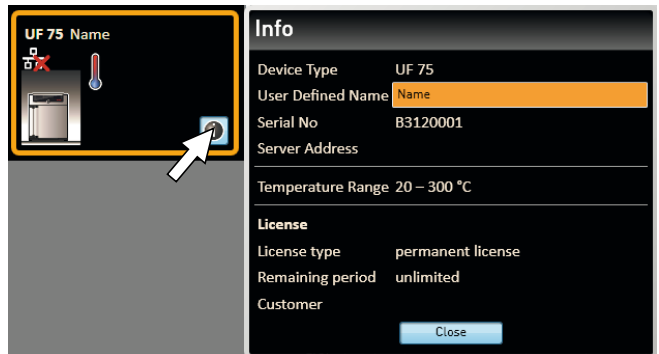 UF 75 Name
Info
Device Type UF 75
User Defined Name Name
Serial No B3120001
Server Address
Temperature Range 20 – 300 °C
License
License type permanent license
Remaining period unlimited
Customer
Close